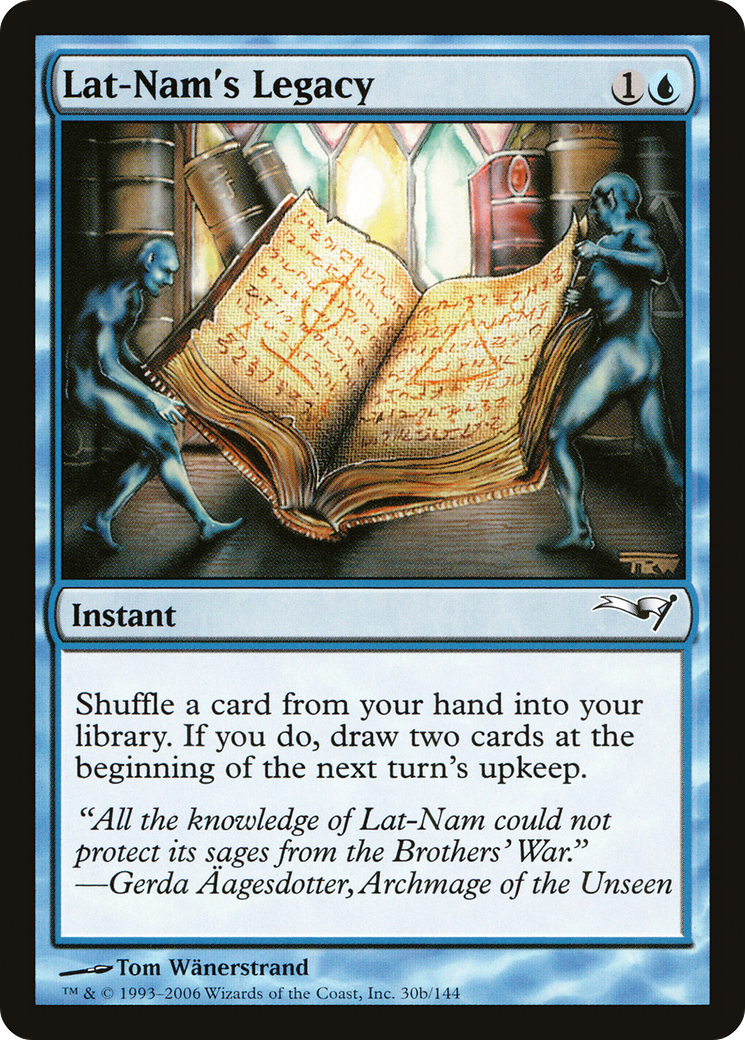 Lat-Nam's Legacy 1
Instant
Shuffle a card from your hand into your
library. If you do, draw two cards at the
beginning of the next turn's upkeep.
“All the knowledge of Lat-Nam could not
protect its sages from the Brothers' War.”
—Gerda Äagesdotter, Archmage of the Unseen
Tom Wänerstrand
™ & © 1993–2006 Wizards of the Coast, Inc. 30b/144